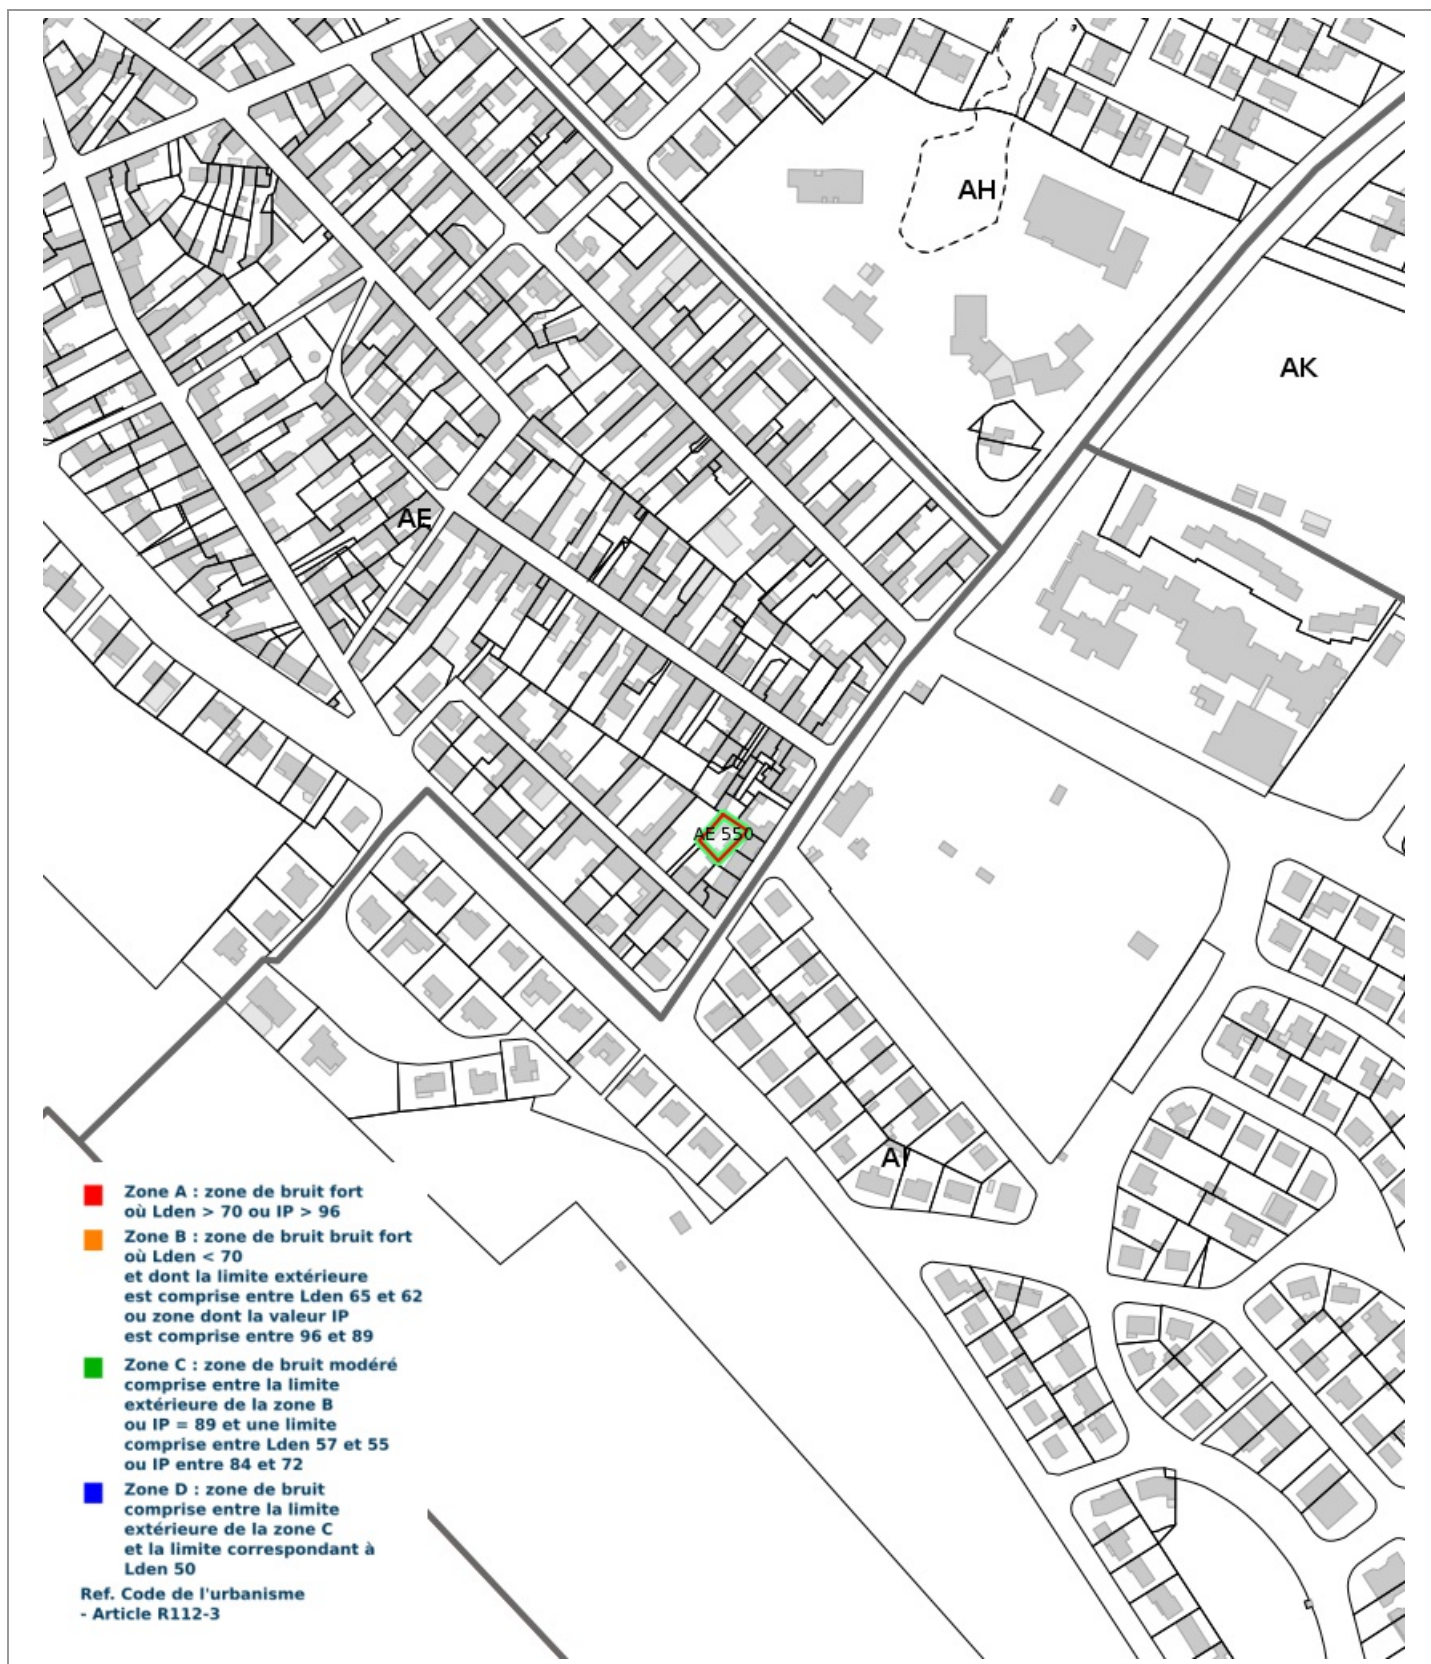 AH
AK
AE
AE 550
AI
Zone A : zone de bruit fort
où Lden > 70 ou IP > 96
Zone B : zone de bruit bruit fort
où Lden < 70
et dont la limite extérieure
est comprise entre Lden 65 et 62
ou zone dont la valeur IP
est comprise entre 96 et 89
Zone C : zone de bruit modéré
comprise entre la limite
extérieure de la zone B
ou IP = 89 et une limite
comprise entre Lden 57 et 55
ou IP entre 84 et 72
Zone D : zone de bruit
comprise entre la limite
extérieure de la zone C
et la limite correspondant à
Lden 50
Ref. Code de l'urbanisme
- Article R112-3